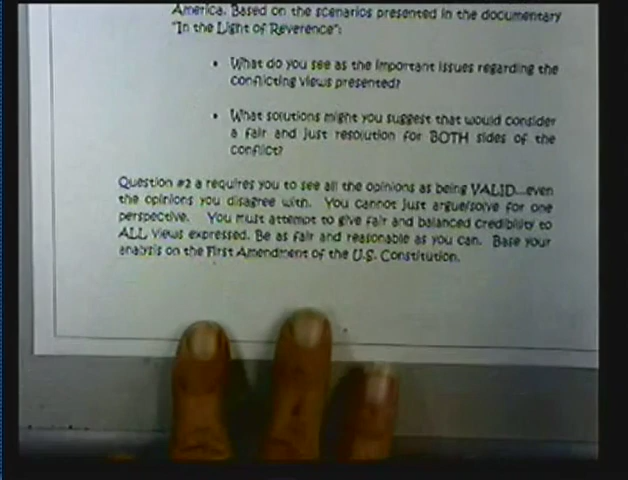 America. Based on the scenarios presented in the documentary
"In the Light of Reverence":
• What do you see as the important issues regarding the
conflicting views presented?
• What solutions might you suggest that would consider
a fair and just resolution for BOTH sides of the
conflict?
Question #2 a requires you to see all the opinions as being VALID...even
the opinions you disagree with. You cannot just argue/solve for one
perspective. You must attempt to give fair and balanced credibility to
ALL views expressed. Be as fair and reasonable as you can. Base your
analysis on the First Amendment of the U.S. Constitution.